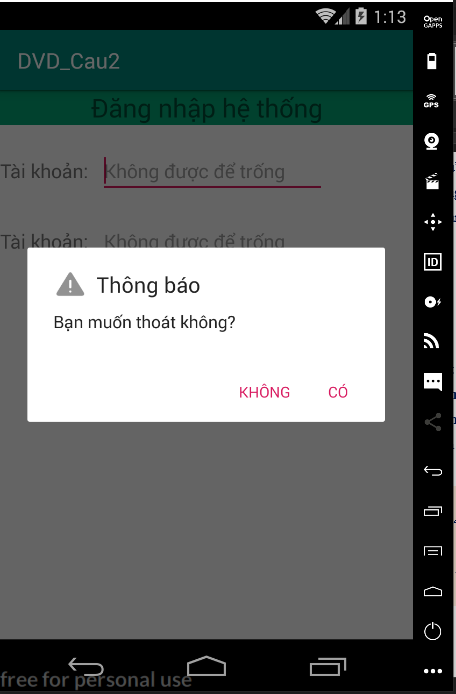 1:13
Open
GAPPS
DVD_Cau2
GPS
Đăng nhập hệ thống
Tài khoản: Không được để trống
Tài khoản: Không được để trống
ID
Thông báo
Bạn muốn thoát không?
KHÔNG CÓ
free for personal use